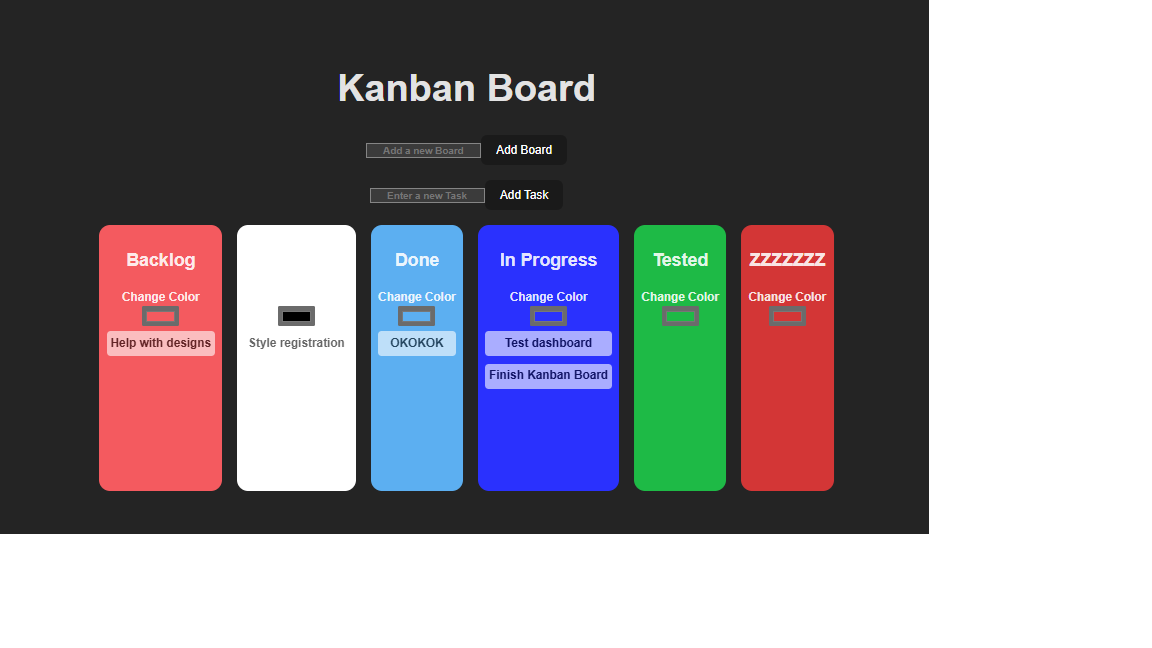 Kanban Board
Add a new Board
Add Board
Enter a new Task
Add Task
Backlog
Change Color
Help with designs
Style registration
Done
Change Color
OKOKOK
In Progress
Change Color
Test dashboard
Finish Kanban Board
Tested
Change Color
ZZZZZZZ
Change Color